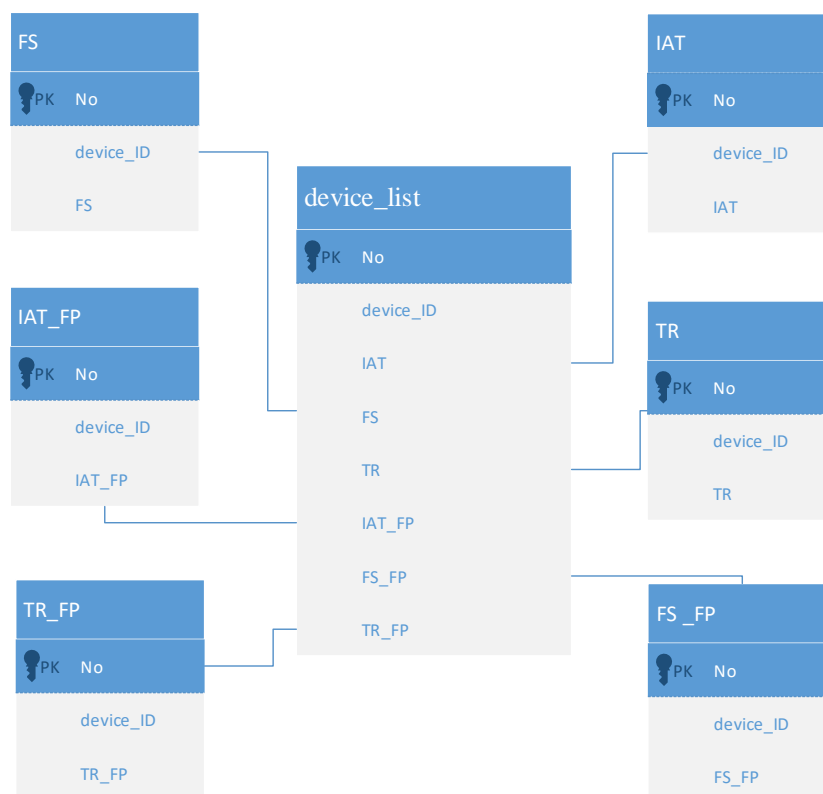 FS
PK No
device_ID
FS
IAT_FP
PK No
device_ID
IAT_FP
TR_FP
PK No
device_ID
TR_FP
device_list
PK No
device_ID
IAT
FS
TR
IAT_FP
FS_FP
TR_FP
IAT
PK No
device_ID
IAT
TR
PK No
device_ID
TR
FS _FP
PK No
device_ID
FS_FP